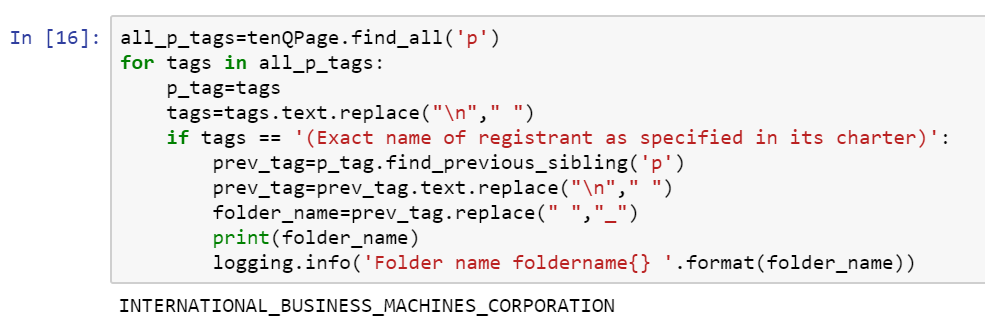 In [16]: all_p_tags=tenQPage.find_all('p')
for tags in all_p_tags:
    p_tag=tags
    tags=tags.text.replace("\n"," ")
    if tags == '(Exact name of registrant as specified in its charter)':
        prev_tag=p_tag.find_previous_sibling('p')
        prev_tag=prev_tag.text.replace("\n"," ")
        folder_name=prev_tag.replace(" ","_")
        print(folder_name)
        logging.info('Folder name foldername{} '.format(folder_name))
INTERNATIONAL_BUSINESS_MACHINES_CORPORATION